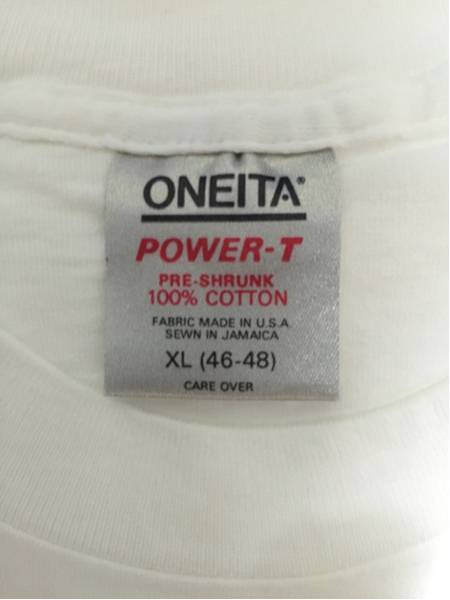 ONEITA®
POWER-T
PRE-SHRUNK
100% COTTON
FABRIC MADE IN U.S.A.
SEWN IN JAMAICA
XL (46-48)
CARE OVER